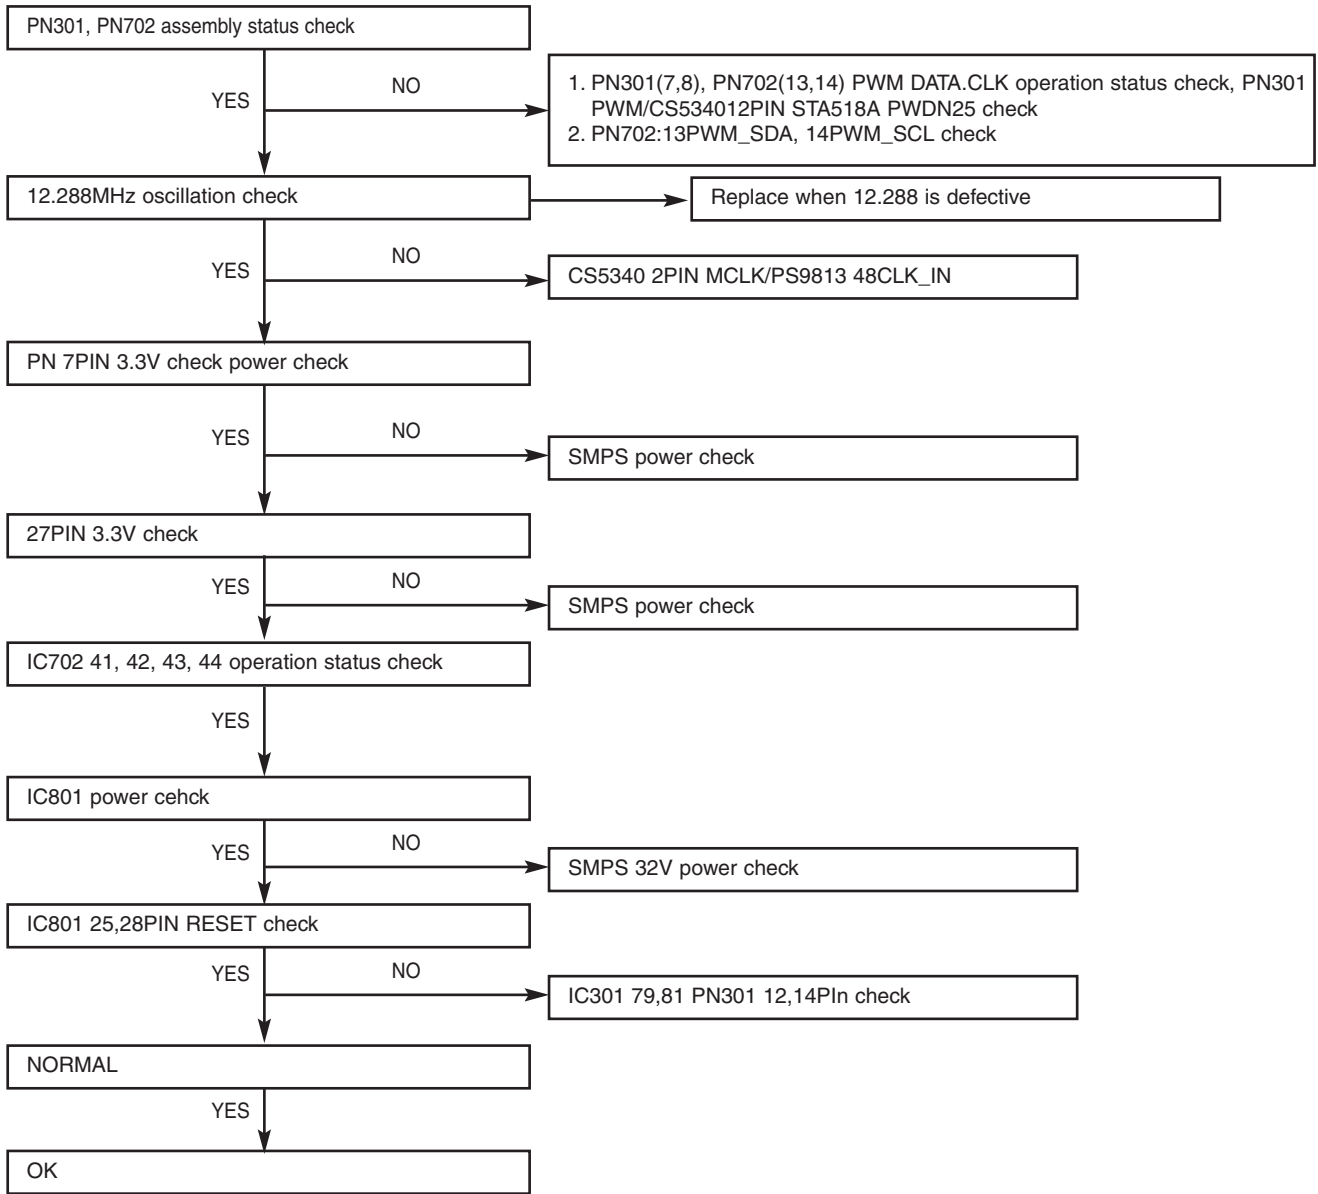 PN301, PN702 assembly status check
YES
NO
1. PN301(7,8), PN702(13,14) PWM DATA.CLK operation status check, PN301
PWM/CS534012PIN STA518A PWDN25 check
2. PN702:13PWM_SDA, 14PWM_SCL check
12.288MHz oscillation check
Replace when 12.288 is defective
YES
NO
CS5340 2PIN MCLK/PS9813 48CLK_IN
PN 7PIN 3.3V check power check
YES
NO
SMPS power check
27PIN 3.3V check
YES
NO
SMPS power check
IC702 41, 42, 43, 44 operation status check
YES
IC801 power cehck
YES
NO
SMPS 32V power check
IC801 25,28PIN RESET check
YES
NO
IC301 79,81 PN301 12,14PIn check
NORMAL
YES
OK